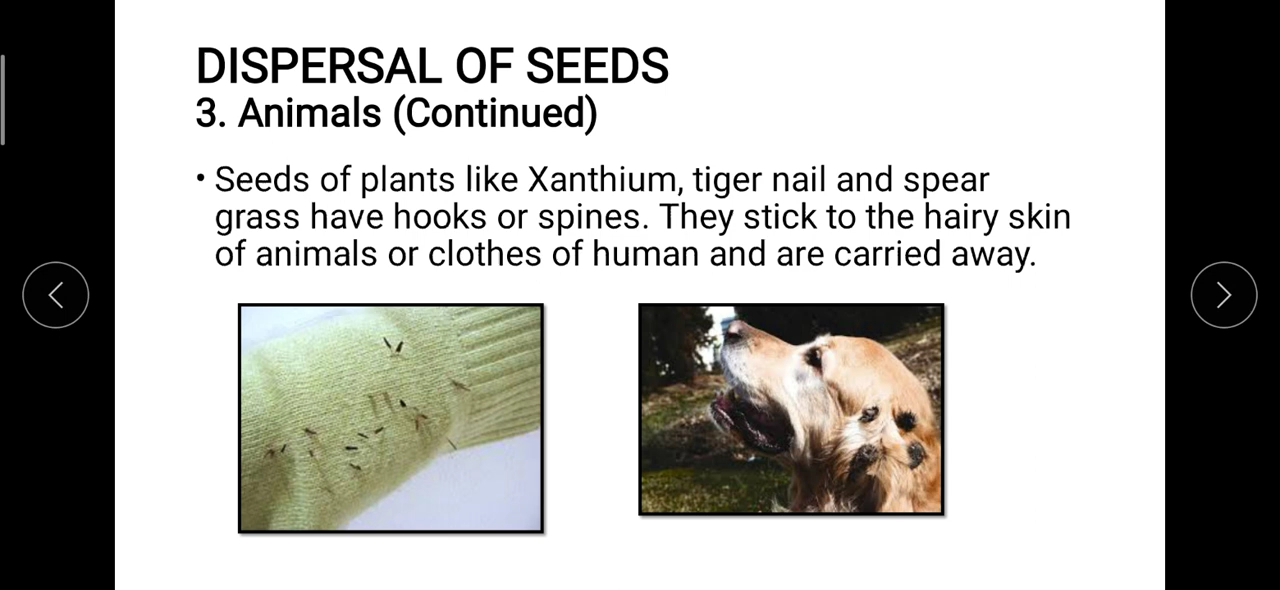 DISPERSAL OF SEEDS
3. Animals (Continued)
• Seeds of plants like Xanthium, tiger nail and spear
grass have hooks or spines. They stick to the hairy skin
of animals or clothes of human and are carried away.